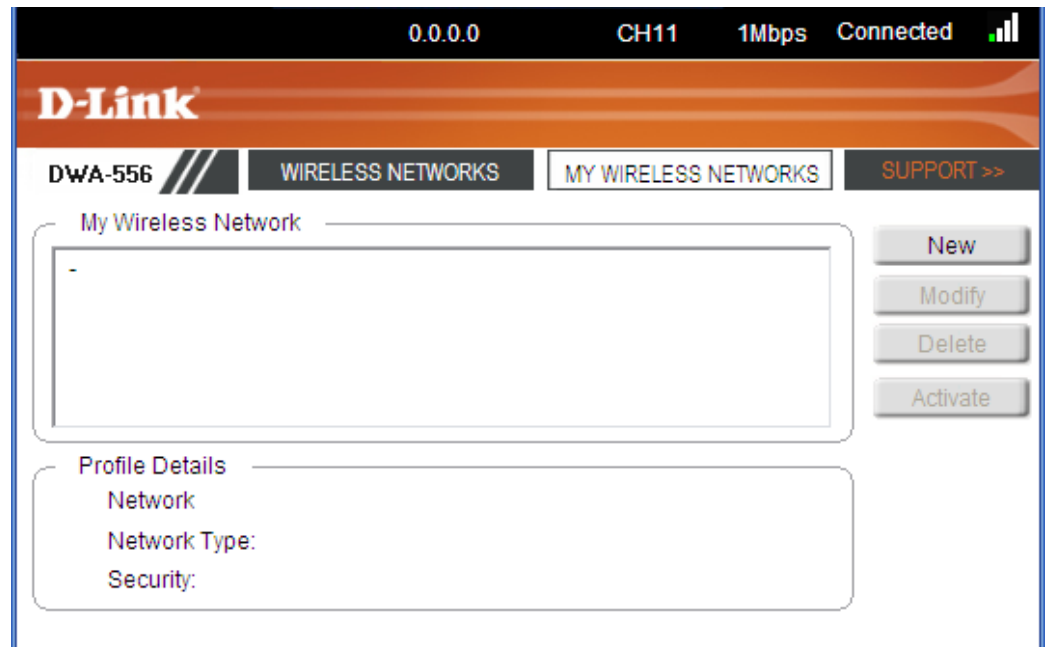 0.0.0.0 CH11 1Mbps Connected
D-Link
DWA-556 WIRELESS NETWORKS MY WIRELESS NETWORKS SUPPORT >>
My Wireless Network
-
New
Modify
Delete
Activate
Profile Details
Network
Network Type:
Security: